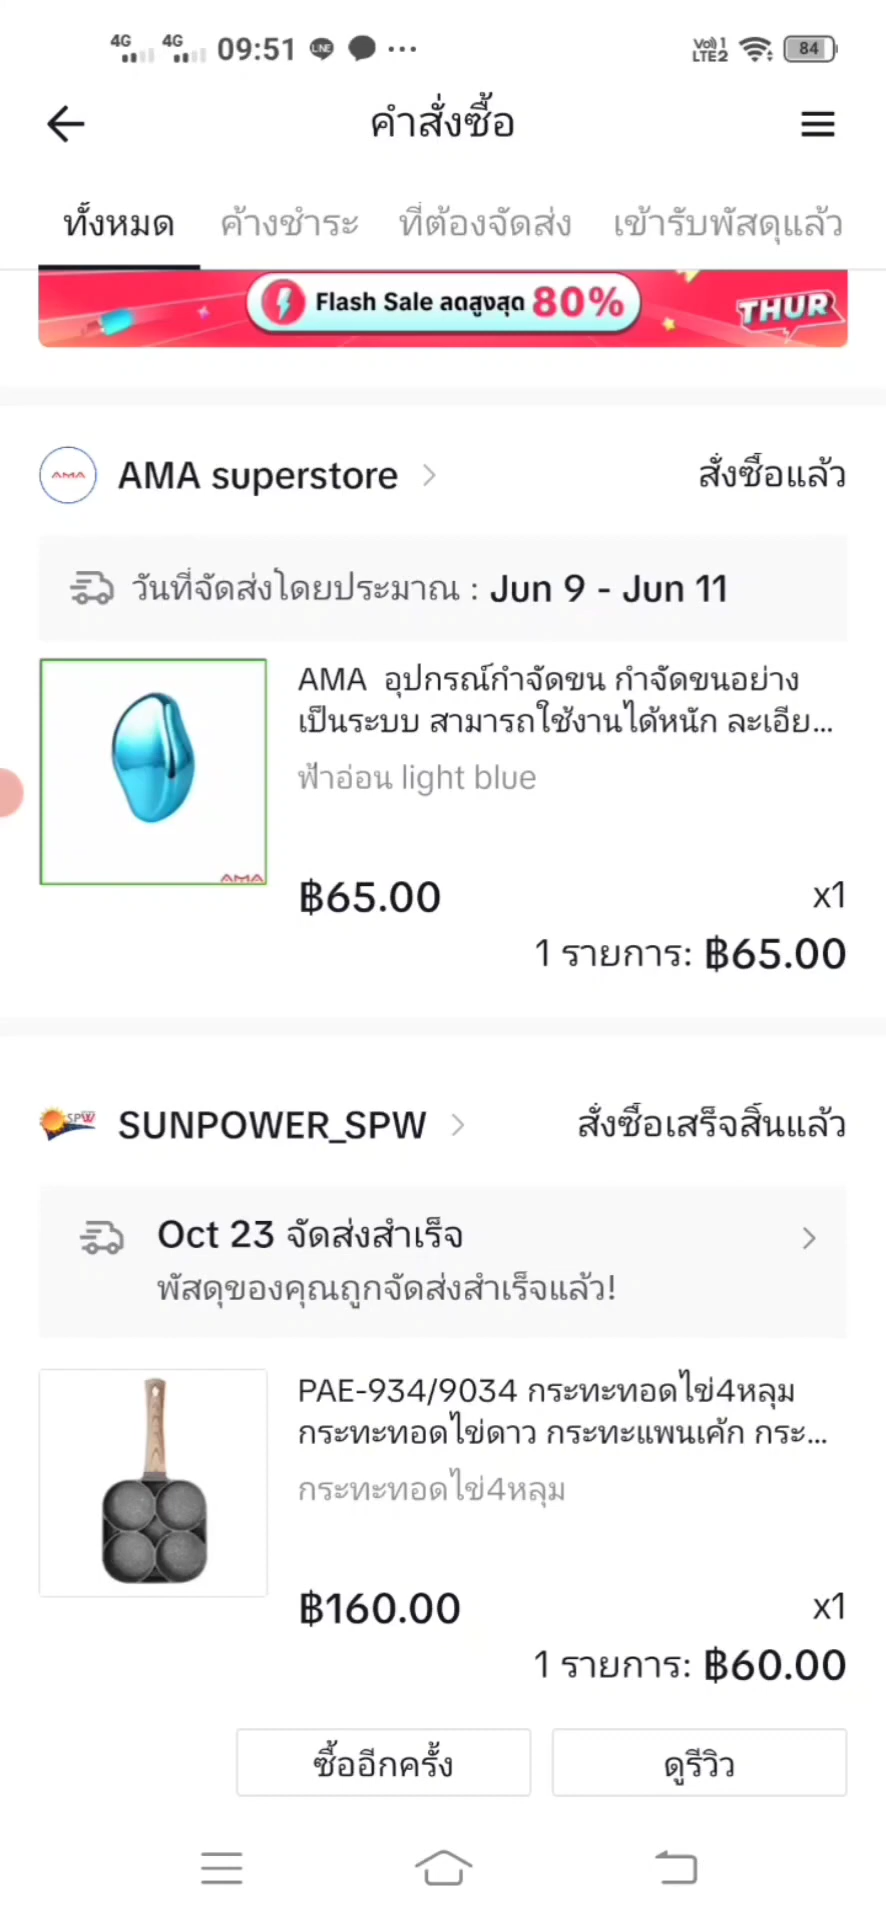 4G 4G 09:51 LINE ... Vo)) 1 LTE2 84
คำสั่งซื้อ
ทั้งหมด ค้างชำระ ที่ต้องจัดส่ง เข้ารับพัสดุแล้ว
Flash Sale ลดสูงสุด 80% THUR
AMA AMA superstore สั่งซื้อแล้ว
วันที่จัดส่งโดยประมาณ : Jun 9 - Jun 11
AMA อุปกรณ์กำจัดขน กำจัดขนอย่าง
เป็นระบบ สามารถใช้งานได้หนัก ละเอีย...
ฟ้าอ่อน light blue
AMA
฿65.00 x1
1 รายการ: ฿65.00
SPW SUNPOWER_SPW สั่งซื้อเสร็จสิ้นแล้ว
Oct 23 จัดส่งสำเร็จ
พัสดุของคุณถูกจัดส่งสำเร็จแล้ว!
PAE-934/9034 กระทะทอดไข่4หลุม
กระทะทอดไข่ดาว กระทะแพนเค้ก กระ...
กระทะทอดไข่4หลุม
฿160.00 x1
1 รายการ: ฿60.00
ซื้ออีกครั้ง ดูรีวิว